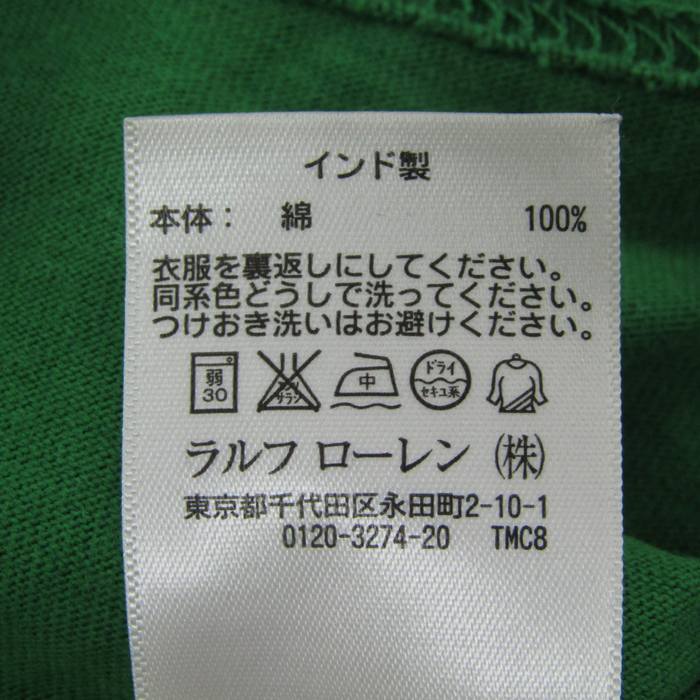 インド製
本体： 綿 100%
衣服を裏返しにしてください。
同系色どうしで洗ってください。
つけおき洗いはお避けください。
弱 30 エンソ サラシ 中 ドライ セキユ系
ラルフ ローレン (株)
東京都千代田区永田町2-10-1
0120-3274-20 TMC8